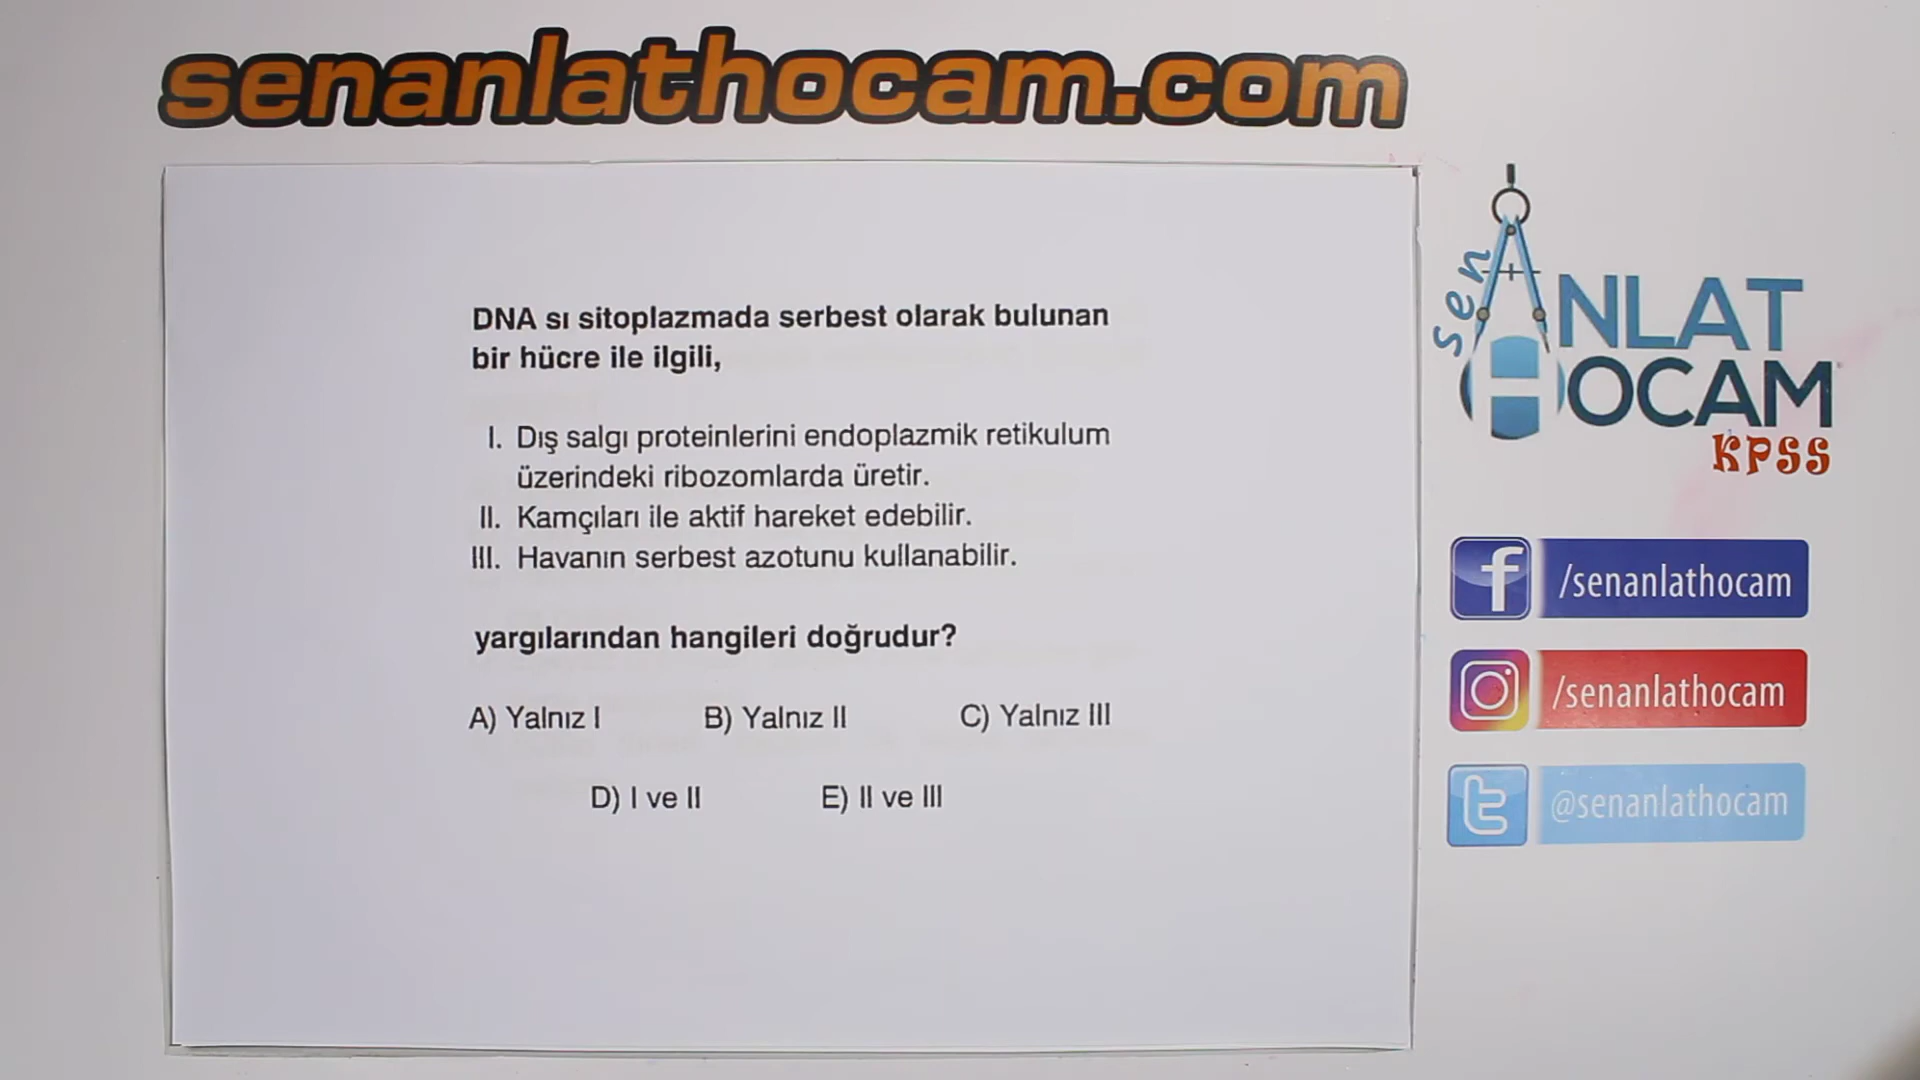 senanlathocam.com
DNA sı sitoplazmada serbest olarak bulunan
bir hücre ile ilgili,
I. Dış salgı proteinlerini endoplazmik retikulum
üzerindeki ribozomlarda üretir.
II. Kamçıları ile aktif hareket edebilir.
III. Havanın serbest azotunu kullanabilir.
yargılarından hangileri doğrudur?
A) Yalnız I B) Yalnız II C) Yalnız III
D) I ve II E) II ve III
sen
ANLAT
HOCAM
KPSS
/senanlathocam
/senanlathocam
@senanlathocam